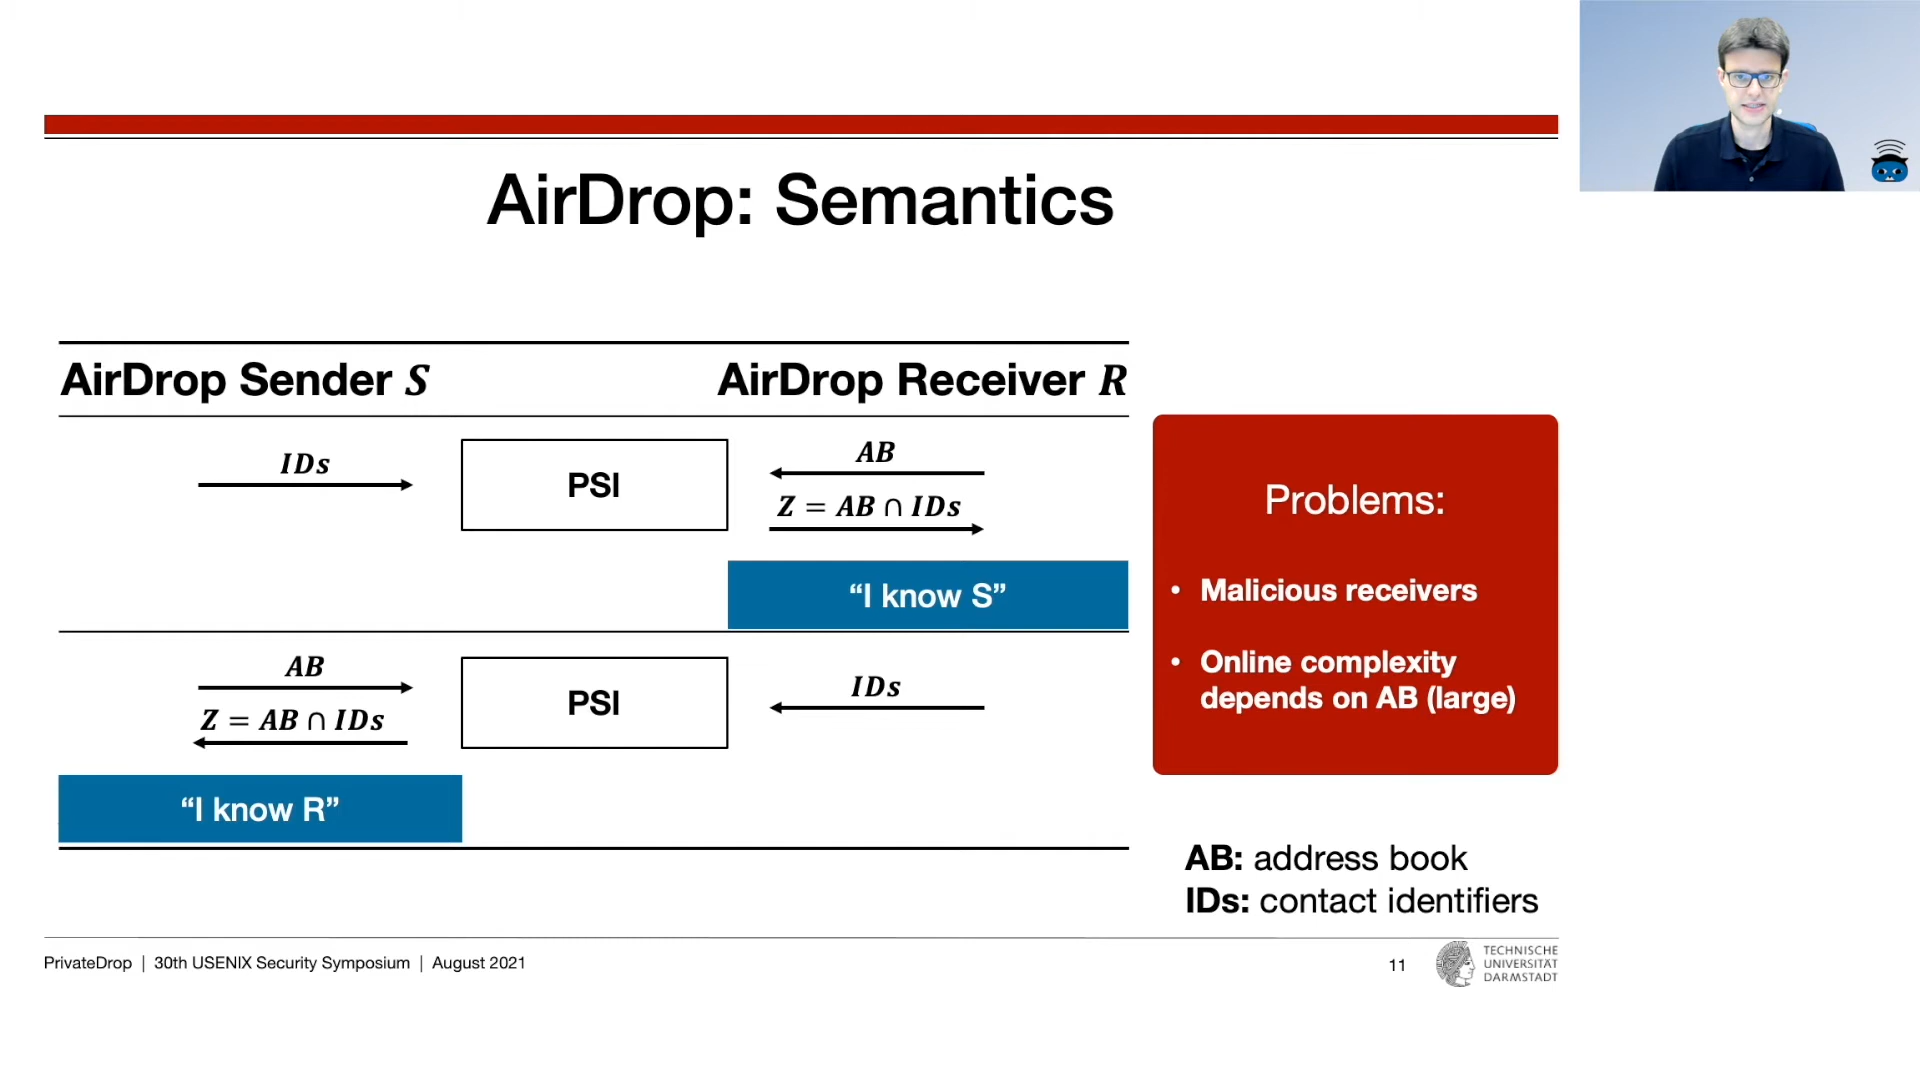 AirDrop: Semantics
AirDrop Sender S
AirDrop Receiver R
IDs
PSI
AB
Z = AB ∩ IDs
“I know S”
AB
Z = AB ∩ IDs
PSI
IDs
“I know R”
Problems:
• Malicious receivers
• Online complexity
depends on AB (large)
AB: address book
IDs: contact identifiers
PrivateDrop | 30th USENIX Security Symposium | August 2021
11
TECHNISCHE
UNIVERSITÄT
DARMSTADT